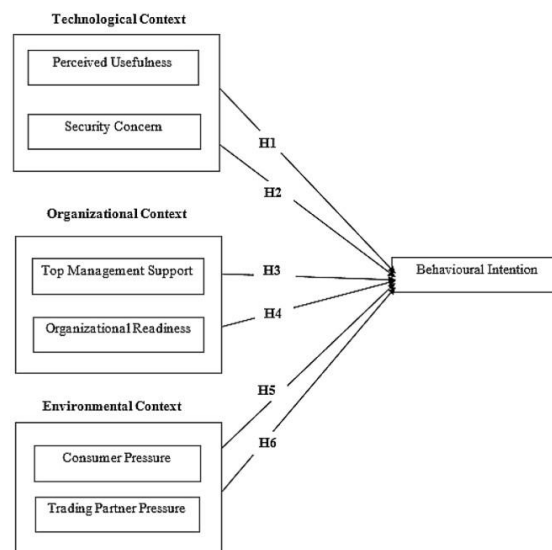 Technological Context
Perceived Usefulness
Security Concern
H1
H2
Organizational Context
Top Management Support
H3
Behavioural Intention
Organizational Readiness
H4
Environmental Context
H5
Consumer Pressure
H6
Trading Partner Pressure